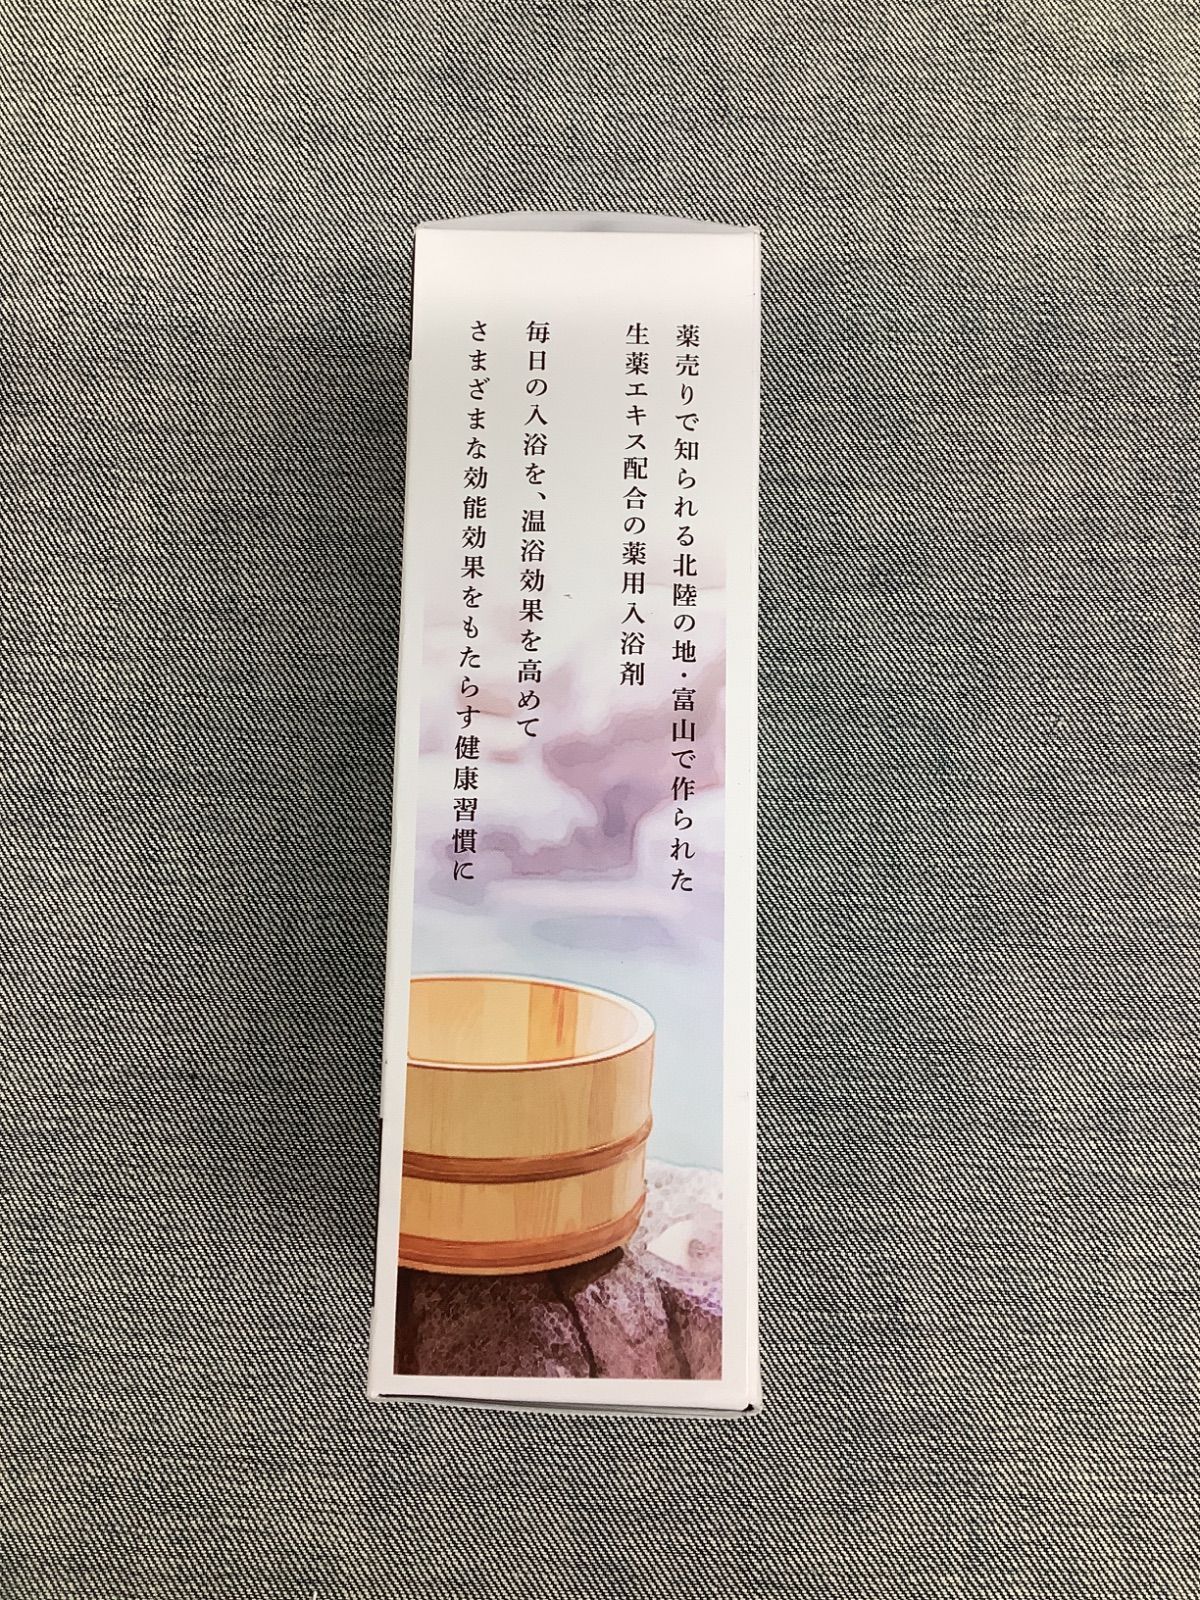 薬売りで知られる北陸の地・富山で作られた
生薬エキス配合の薬用入浴剤
毎日の入浴を、温浴効果を高めて
さまざまな効能効果をもたらす健康習慣に